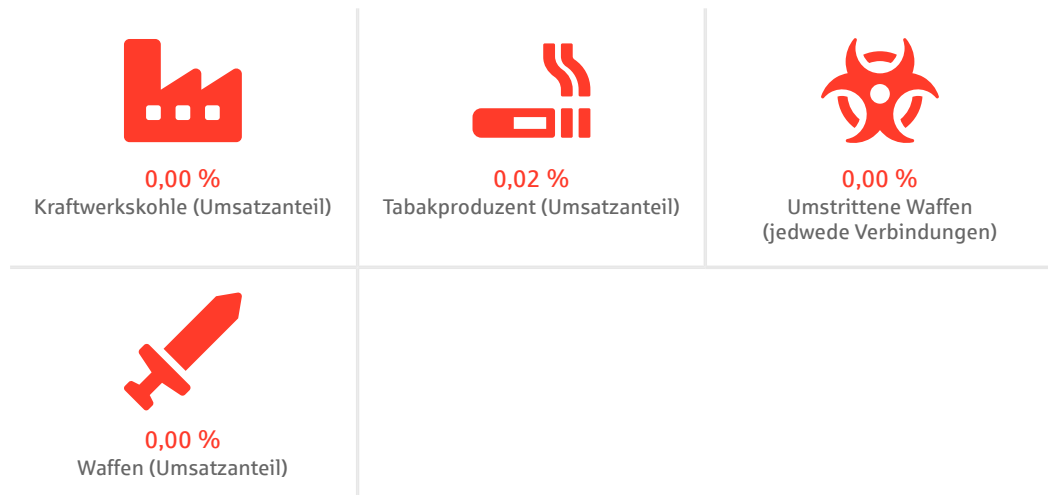 0,00 %
Kraftwerkskohle (Umsatzanteil)
0,02 %
Tabakproduzent (Umsatzanteil)
0,00 %
Umstrittene Waffen
(jedwede Verbindungen)
0,00 %
Waffen (Umsatzanteil)